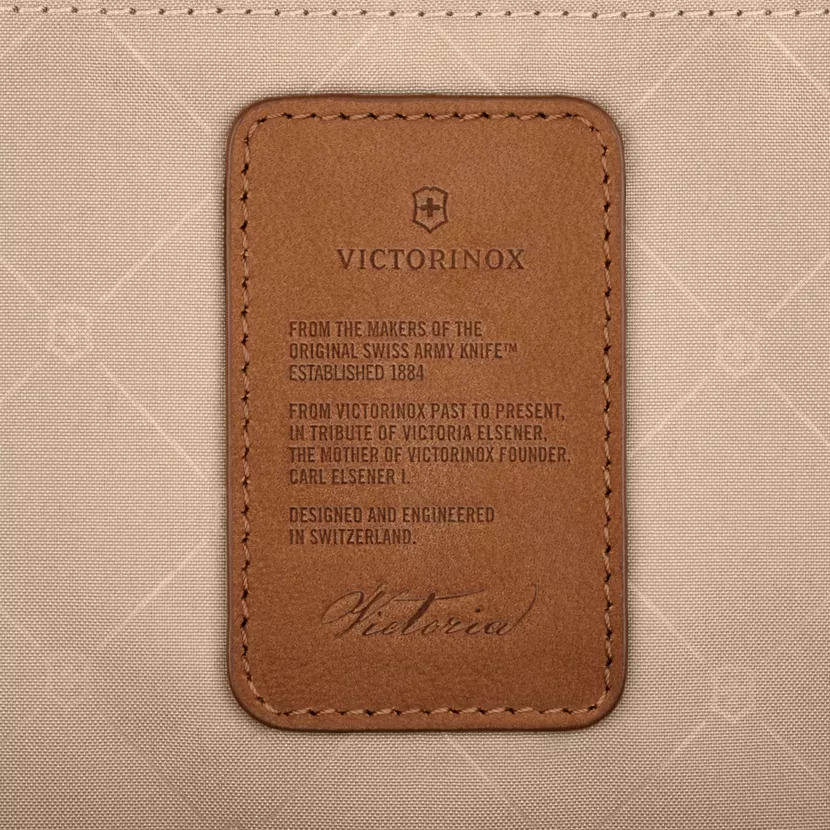 VICTORINOX
FROM THE MAKERS OF THE
ORIGINAL SWISS ARMY KNIFE™
ESTABLISHED 1884
FROM VICTORINOX PAST TO PRESENT,
IN TRIBUTE OF VICTORIA ELSENER,
THE MOTHER OF VICTORINOX FOUNDER,
CARL ELSENER I.
DESIGNED AND ENGINEERED
IN SWITZERLAND.
Victoria